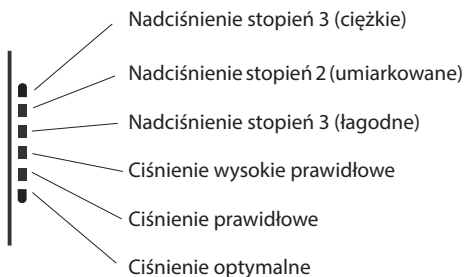 Nadciśnienie stopień 3 (ciężkie)
Nadciśnienie stopień 2 (umiarkowane)
Nadciśnienie stopień 3 (łagodne)
Ciśnienie wysokie prawidłowe
Ciśnienie prawidłowe
Ciśnienie optymalne